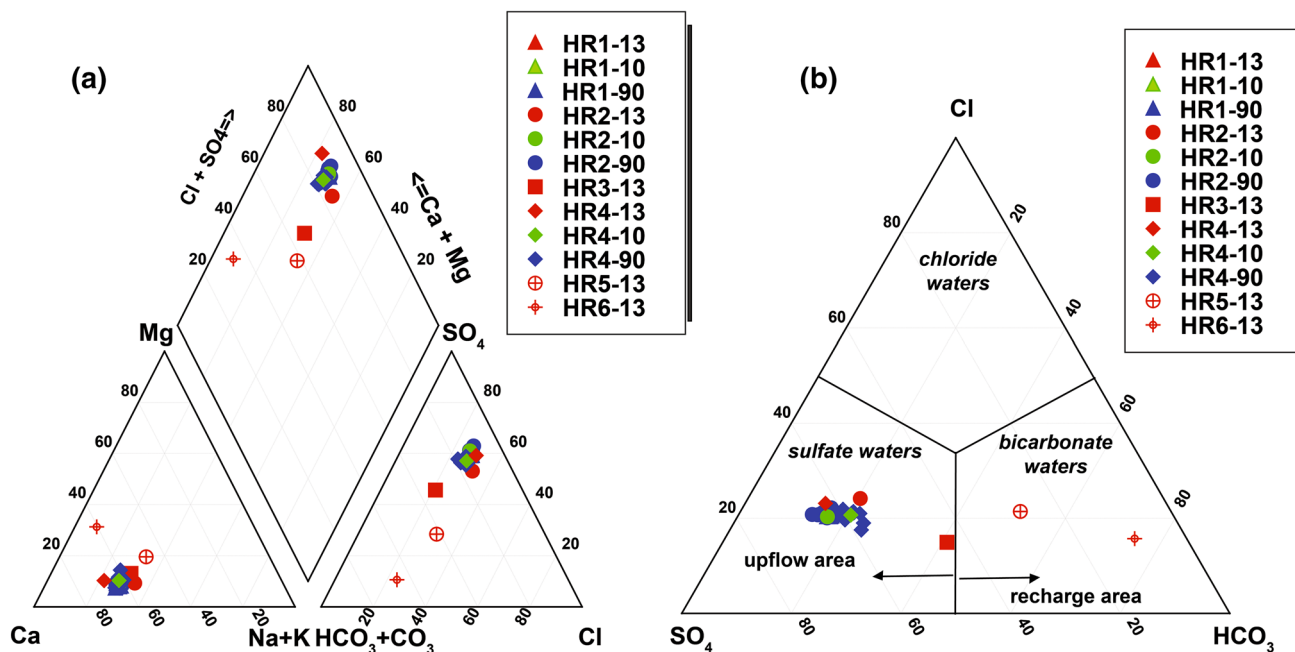 (a)
HR1-13
HR1-10
HR1-90
HR2-13
HR2-10
HR2-90
HR3-13
HR4-13
HR4-10
HR4-90
HR5-13
HR6-13
80
80
60
60
40
40
20
20
Cl + SO4=>
<=Ca + Mg
Mg
SO4
80
60
40
20
80
60
40
20
80
60
40
20
20
40
60
80
Ca
Na+K
HCO3+CO3
Cl
(b)
HR1-13
HR1-10
HR1-90
HR2-13
HR2-10
HR2-90
HR3-13
HR4-13
HR4-10
HR4-90
HR5-13
HR6-13
Cl
80
20
chloride
waters
60
40
40
60
sulfate waters
bicarbonate
waters
20
80
upflow area
recharge area
80
60
40
20
SO4
HCO3